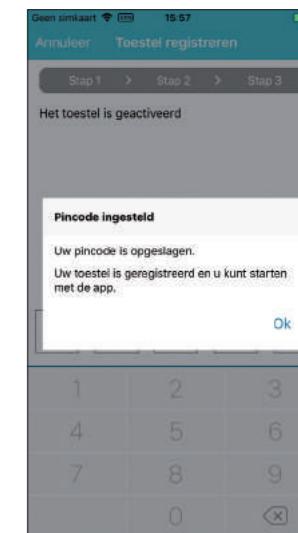 Geen simkaart VPN 15:57
Annuleer Toestel registreren
Stap 1 > Stap 2 > Stap 3
Het toestel is geactiveerd
Pincode ingesteld
Uw pincode is opgeslagen.
Uw toestel is geregistreerd en u kunt starten
met de app.
Ok
1 2 3
4 5 6
7 8 9
0